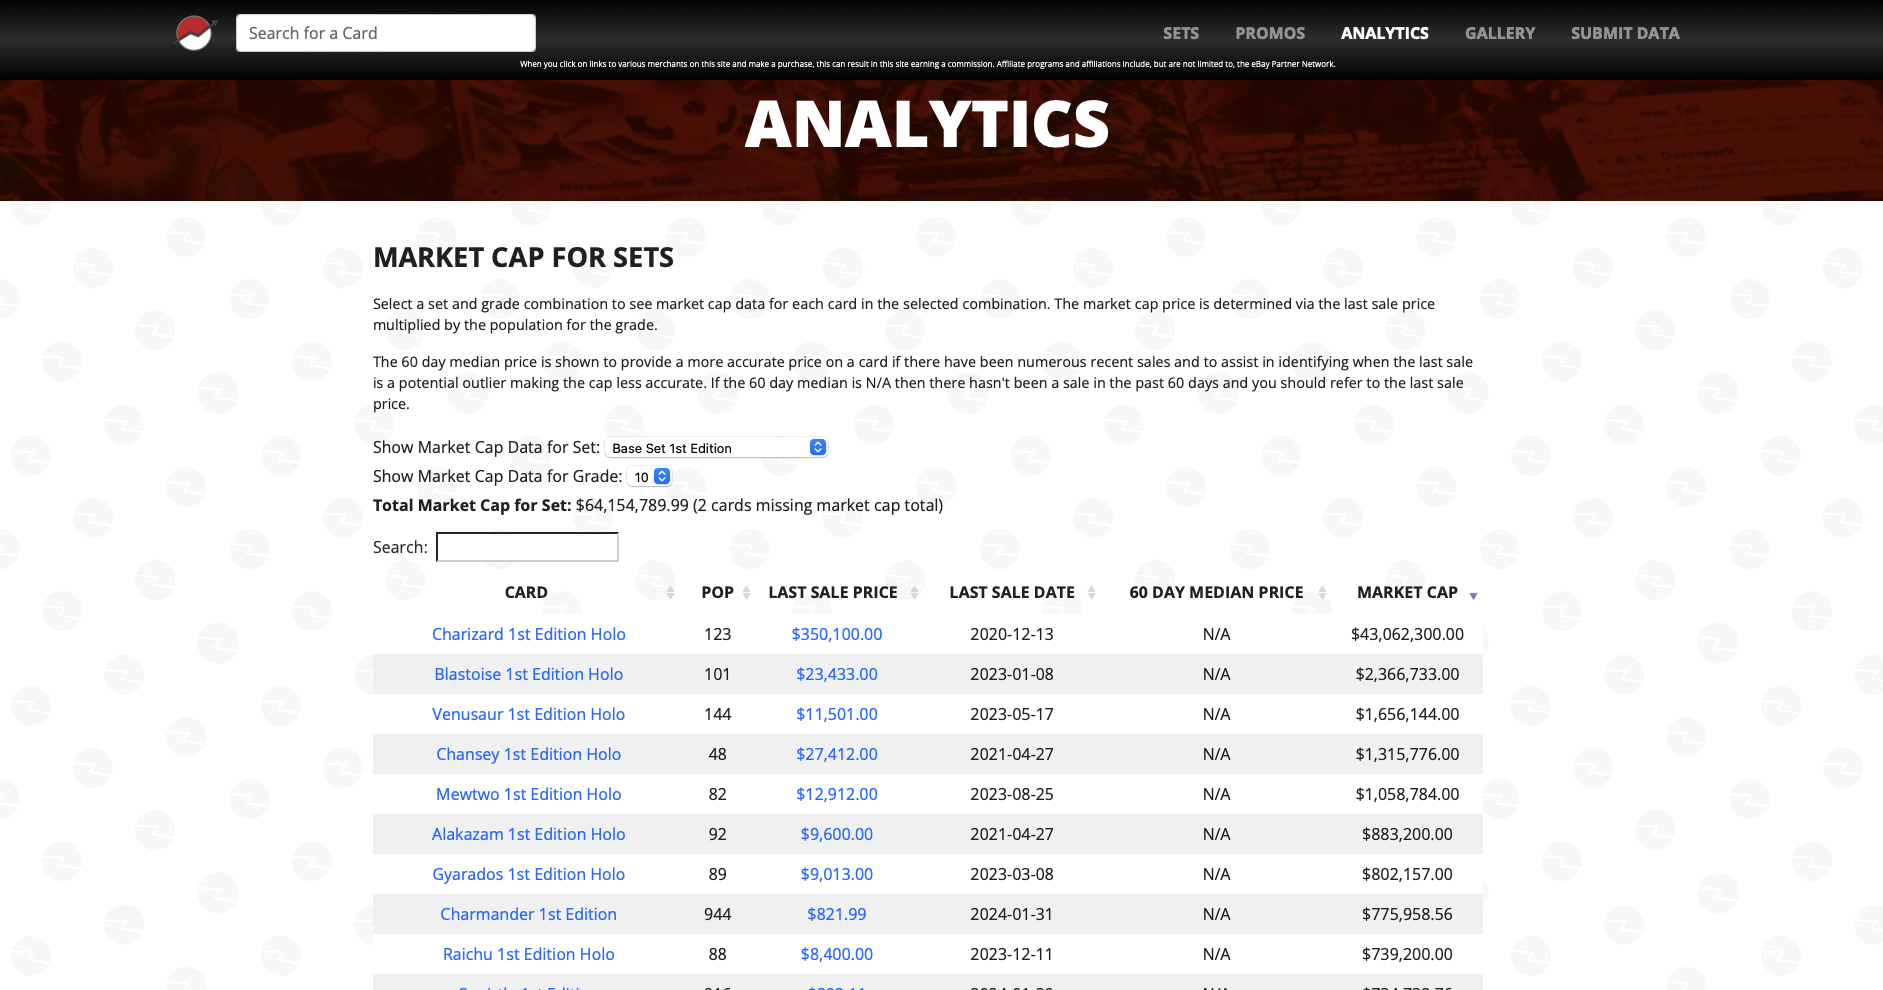 Search for a Card
SETS PROMOS ANALYTICS GALLERY SUBMIT DATA
When you click on links to various merchants on this site and make a purchase, this can result in this site earning a commission. Affiliate programs and affiliations include, but are not limited to, the eBay Partner Network.
ANALYTICS
MARKET CAP FOR SETS
Select a set and grade combination to see market cap data for each card in the selected combination. The market cap price is determined via the last sale price
multiplied by the population for the grade.
The 60 day median price is shown to provide a more accurate price on a card if there have been numerous recent sales and to assist in identifying when the last sale
is a potential outlier making the cap less accurate. If the 60 day median is N/A then there hasn't been a sale in the past 60 days and you should refer to the last sale
price.
Show Market Cap Data for Set: Base Set 1st Edition
Show Market Cap Data for Grade: 10
Total Market Cap for Set: $64,154,789.99 (2 cards missing market cap total)
Search:
CARD POP LAST SALE PRICE LAST SALE DATE 60 DAY MEDIAN PRICE MARKET CAP
Charizard 1st Edition Holo 123 $350,100.00 2020-12-13 N/A $43,062,300.00
Blastoise 1st Edition Holo 101 $23,433.00 2023-01-08 N/A $2,366,733.00
Venusaur 1st Edition Holo 144 $11,501.00 2023-05-17 N/A $1,656,144.00
Chansey 1st Edition Holo 48 $27,412.00 2021-04-27 N/A $1,315,776.00
Mewtwo 1st Edition Holo 82 $12,912.00 2023-08-25 N/A $1,058,784.00
Alakazam 1st Edition Holo 92 $9,600.00 2021-04-27 N/A $883,200.00
Gyarados 1st Edition Holo 89 $9,013.00 2023-03-08 N/A $802,157.00
Charmander 1st Edition 944 $821.99 2024-01-31 N/A $775,958.56
Raichu 1st Edition Holo 88 $8,400.00 2023-12-11 N/A $739,200.00